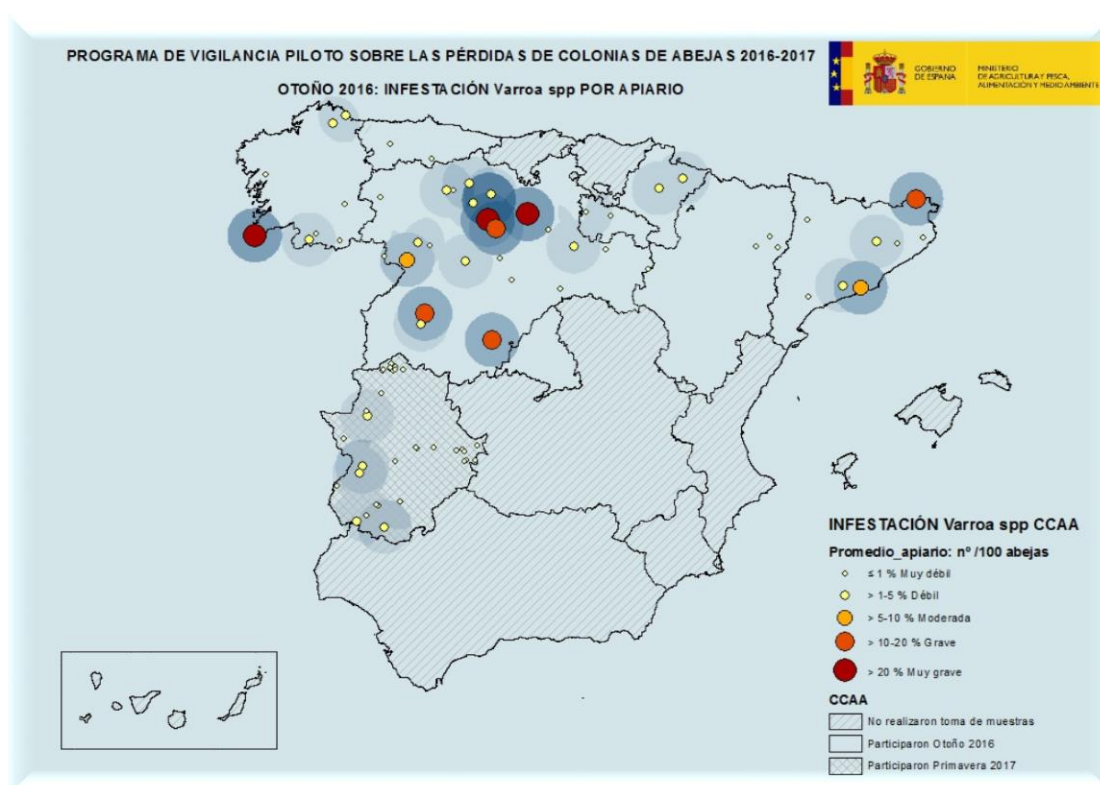 PROGRAMA DE VIGILANCIA PILOTO SOBRE LAS PÉRDIDAS DE COLONIAS DE ABEJAS 2016-2017
OTOÑO 2016: INFESTACIÓN Varroa spp POR APIARIO
GOBIERNO
DE ESPAÑA
MINISTERIO
DE AGRICULTURA Y PESCA,
ALIMENTACIÓN Y MEDIO AMBIENTE
INFESTACIÓN Varroa spp CCAA
Promedio_apiario: nº /100 abejas
≤ 1 % Muy débil
> 1-5 % Débil
> 5-10 % Moderada
> 10-20 % Grave
> 20 % Muy grave
CCAA
No realizaron toma de muestras
Participaron Otoño 2016
Participaron Primavera 2017